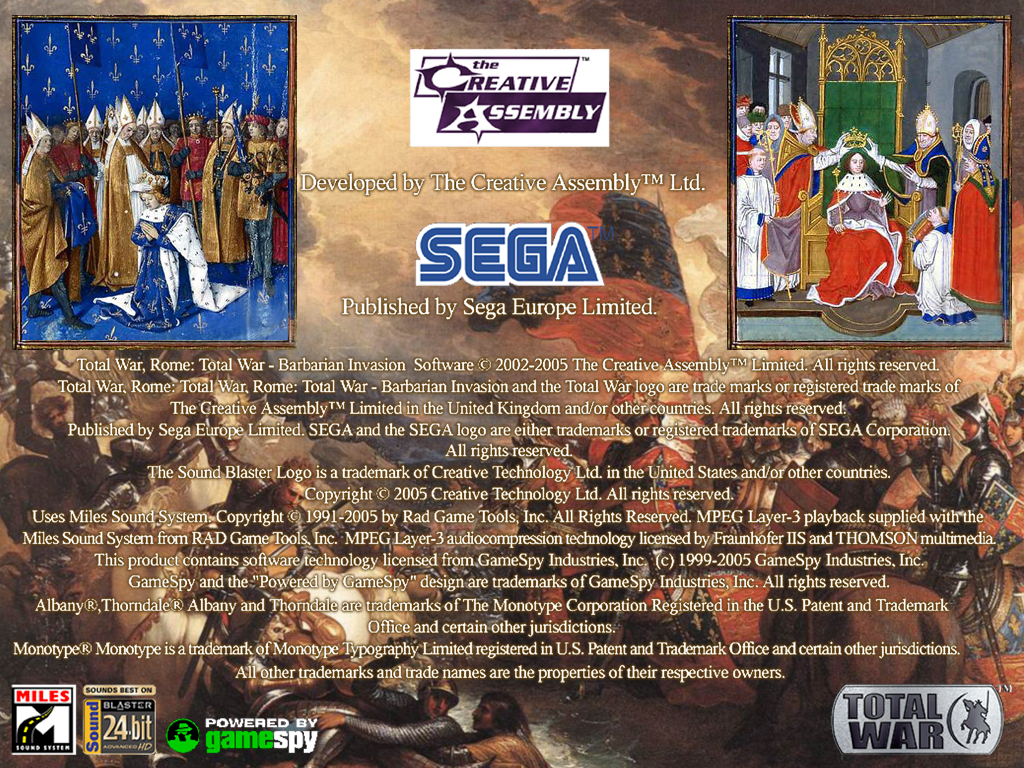 the
CREATIVE
ASSEMBLY™
Developed by The Creative Assembly™ Ltd.
SEGA™
Published by Sega Europe Limited.
Total War, Rome: Total War - Barbarian Invasion  Software © 2002-2005 The Creative Assembly™ Limited. All rights reserved.
Total War, Rome: Total War, Rome: Total War - Barbarian Invasion and the Total War logo are trade marks or registered trade marks of
The Creative Assembly™ Limited in the United Kingdom and/or other countries. All rights reserved.
Published by Sega Europe Limited. SEGA and the SEGA logo are either trademarks or registered trademarks of SEGA Corporation.
All rights reserved.
The Sound Blaster Logo is a trademark of Creative Technology Ltd. in the United States and/or other countries.
Copyright © 2005 Creative Technology Ltd. All rights reserved.
Uses Miles Sound System. Copyright © 1991-2005 by Rad Game Tools, Inc. All Rights Reserved. MPEG Layer-3 playback supplied with the
Miles Sound System from RAD Game Tools, Inc.  MPEG Layer-3 audiocompression technology licensed by Fraunhofer IIS and THOMSON multimedia.
This product contains software technology licensed from GameSpy Industries, Inc.  (c) 1999-2005 GameSpy Industries, Inc.
GameSpy and the "Powered by GameSpy" design are trademarks of GameSpy Industries, Inc. All rights reserved.
Albany®,Thorndale® Albany and Thorndale are trademarks of The Monotype Corporation Registered in the U.S. Patent and Trademark
Office and certain other jurisdictions.
Monotype® Monotype is a trademark of Monotype Typography Limited registered in U.S. Patent and Trademark Office and certain other jurisdictions.
All other trademarks and trade names are the properties of their respective owners.
MILES
SOUND SYSTEM
SOUNDS BEST ON
Sound
BLASTER
24-bit
ADVANCED HD
POWERED BY
gamespy
TOTAL
WAR
TM